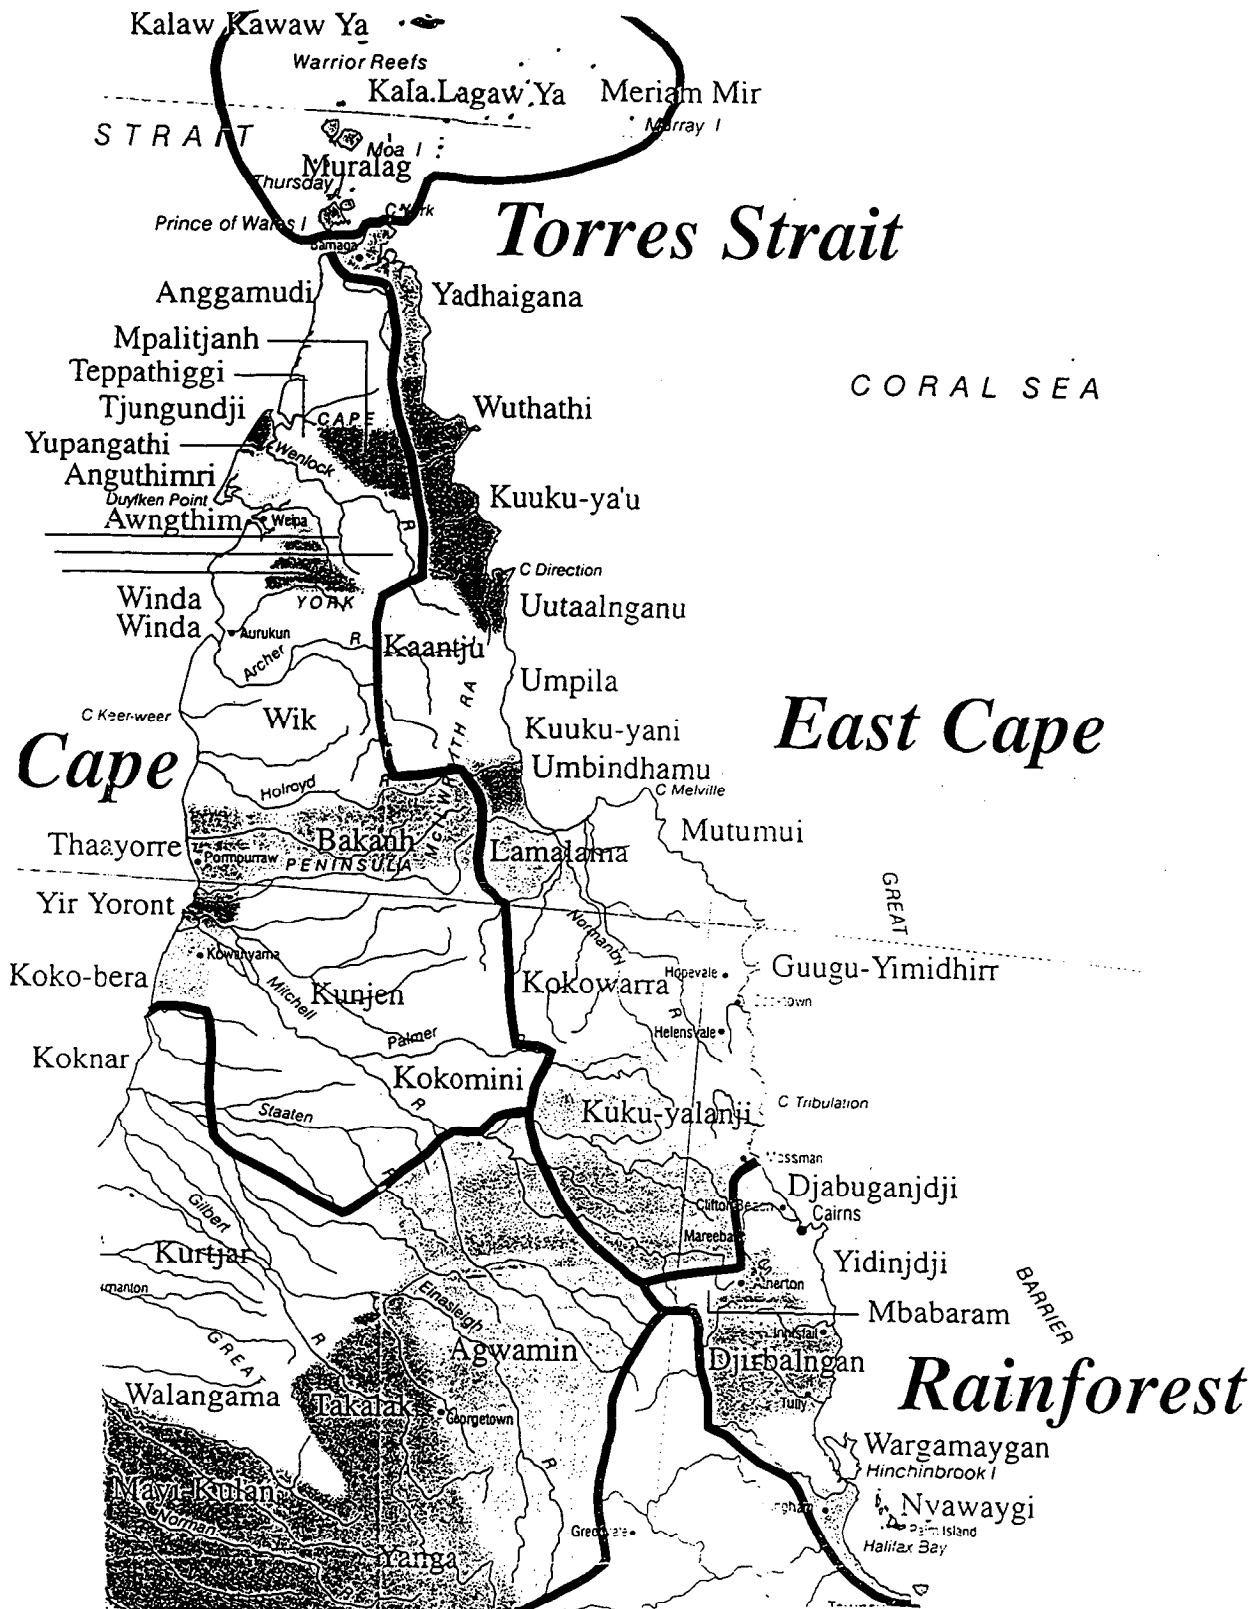 Kalaw Kawaw Ya
Warrior Reefs
Kala Lagaw Ya
Meriam Mir
Murray I
STRAIT
Moa I
Muralag
Thursday
C York
Prince of Wales I
Torres Strait
Bamaga
Anggamudi
Yadhaigana
Mpalitjanh
Teppathiggi
CORAL SEA
Tjungundji
CAPE
Wuthathi
Yupangathi
Wenlock
Anguthimri
Duyfken Point
Kuuku-ya'u
Awngthim
Weipa
R
C Direction
Winda
Winda
YORK
Uutaalnganu
Aurukun
R
Archer
Kaantju
Umpila
C Keer-weer
Wik
McILWRAITH RA
Kuuku-yani
East Cape
Cape
Umbindhamu
Holroyd
R
C Melville
Mutumui
Thaayorre
Bakanh
Lamalama
Pormpuraaw
PENINSULA
GREAT
Yir Yoront
Normanby
Kowanyama
Koko-bera
Mitchell
Kunjen
Kokowarra
Hopevale
Guugu-Yimidhirr
R
Helensvale
Koknar
Palmer
Kokomini
R
Staaten
Kuku-yalanji
C Tribulation
Mossman
R
Gilbert
Clifton Beach
Djabuganjdji
Cairns
Kurtjar
Mareeba
Yidinjdji
Atherton
BARRIER
Einasleigh
Mbabaram
GREAT
R
Innisfail
Agwamin
Djirbalngan
Rainforest
Walangama
Takalak
Georgetown
Tully
Wargamaygan
Hinchinbrook I
R
Mayi-Kulan
Nyawaygi
Norman
Palm Island
Halifax Bay
Yanga
R